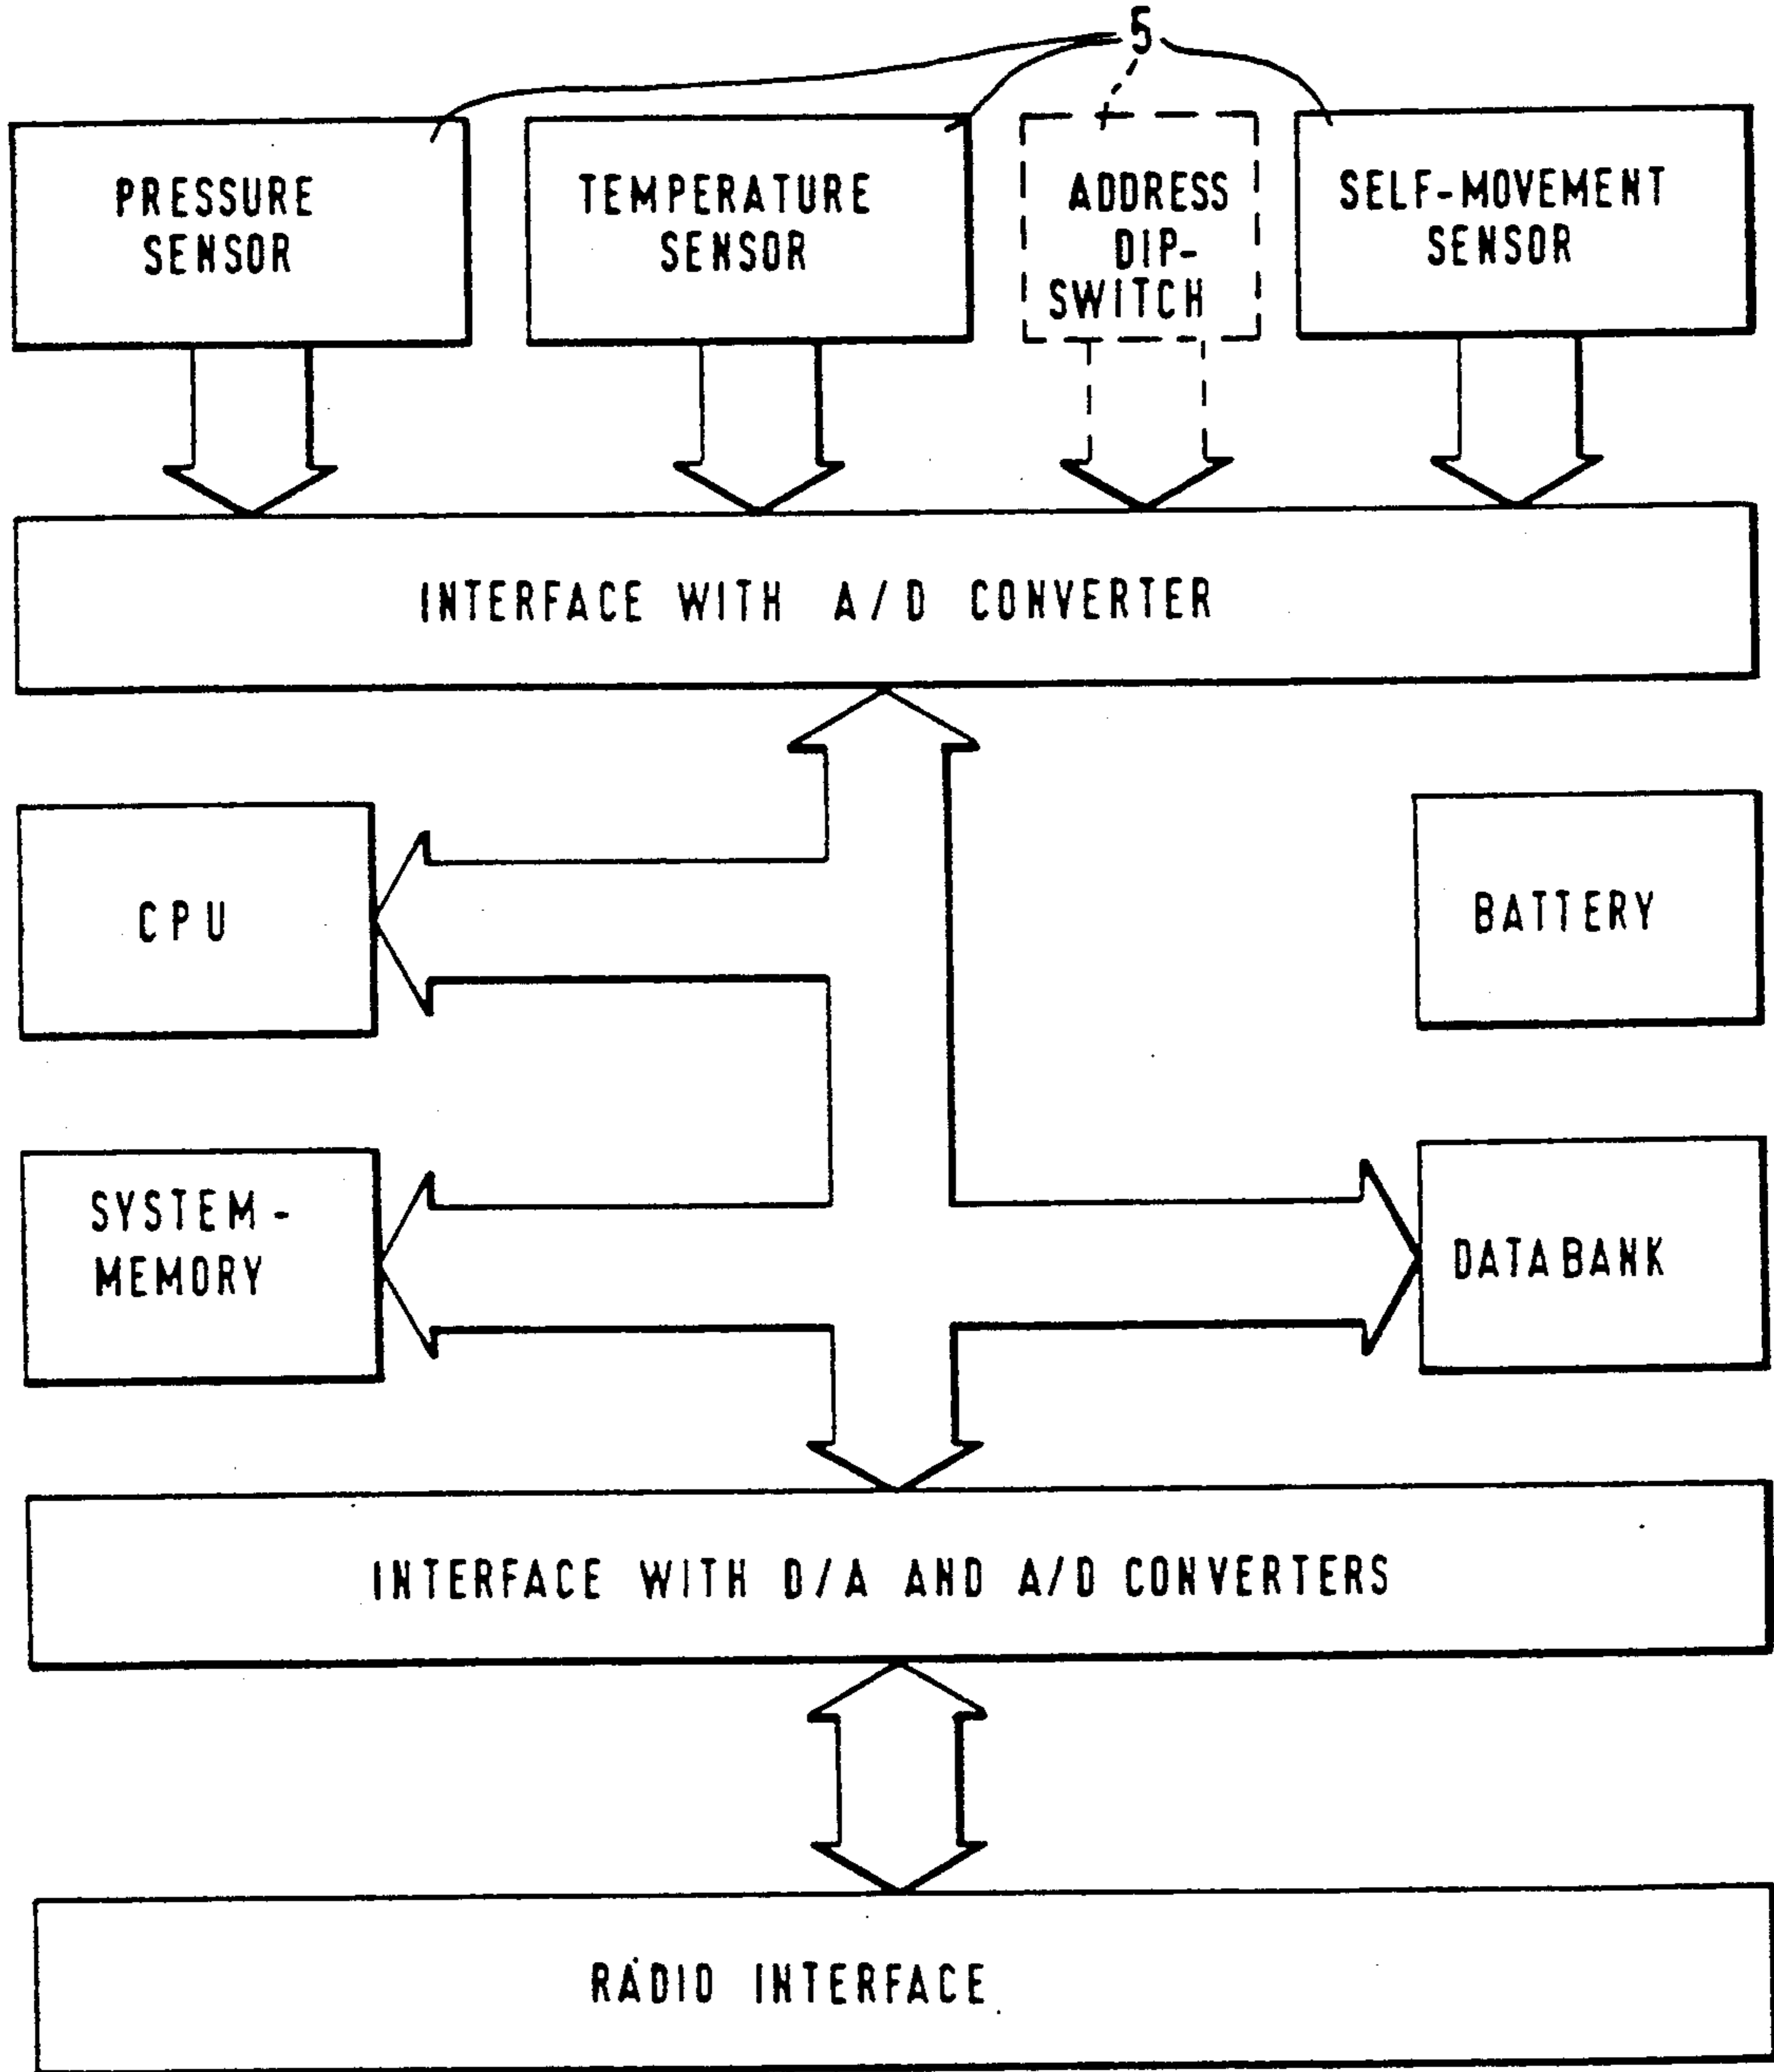 5
PRESSURE
SENSOR
TEMPERATURE
SENSOR
ADDRESS
DIP-
SWITCH
SELF-MOVEMENT
SENSOR
INTERFACE WITH A/D CONVERTER
CPU
BATTERY
SYSTEM-
MEMORY
DATABANK
INTERFACE WITH D/A AND A/D CONVERTERS
RADIO INTERFACE